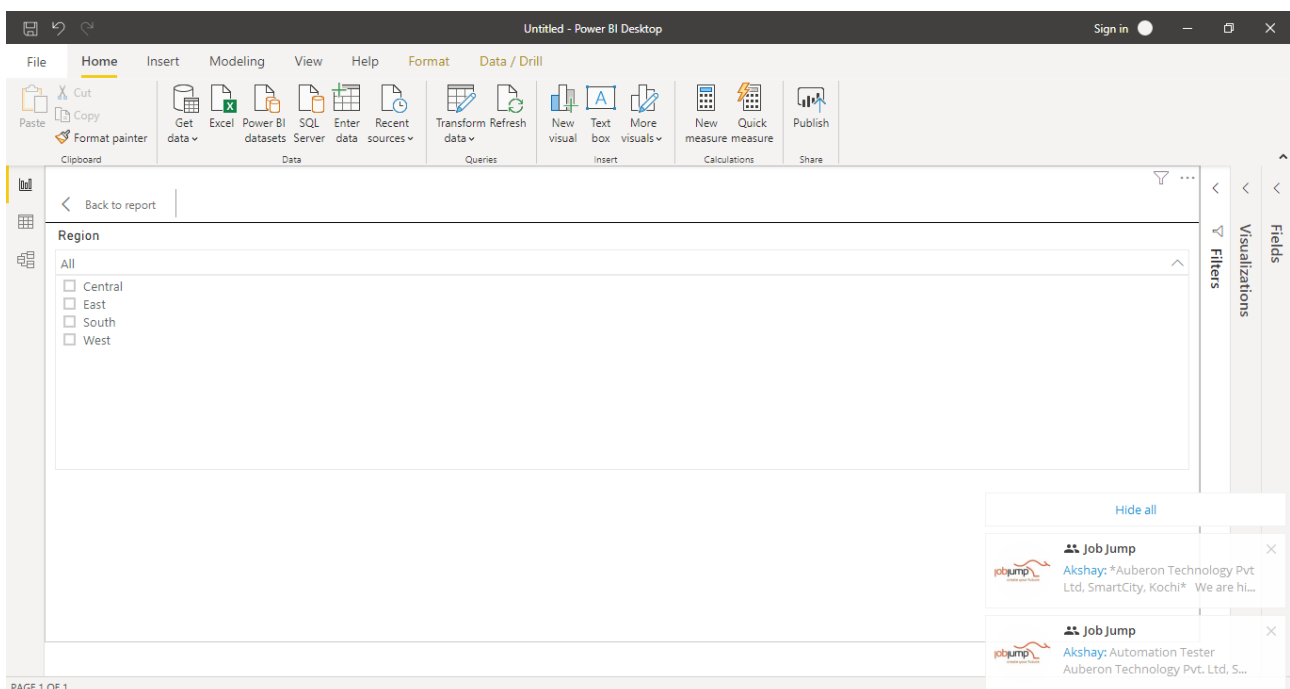 Untitled - Power BI Desktop
Sign in
File Home Insert Modeling View Help Format Data / Drill
Paste
Cut
Copy
Format painter
Clipboard
Get data
Excel
Power BI datasets
SQL Server
Enter data
Recent sources
Data
Transform data
Refresh
Queries
New visual
Text box
More visuals
Insert
New measure
Quick measure
Calculations
Publish
Share
Back to report
Region
All
Central
East
South
West
Filters
Visualizations
Fields
Hide all
jobjump
Job Jump
Akshay: *Auberon Technology Pvt
Ltd, SmartCity, Kochi* We are hi...
jobjump
Job Jump
Akshay: Automation Tester
Auberon Technology Pvt. Ltd, S...
PAGE 1 OF 1